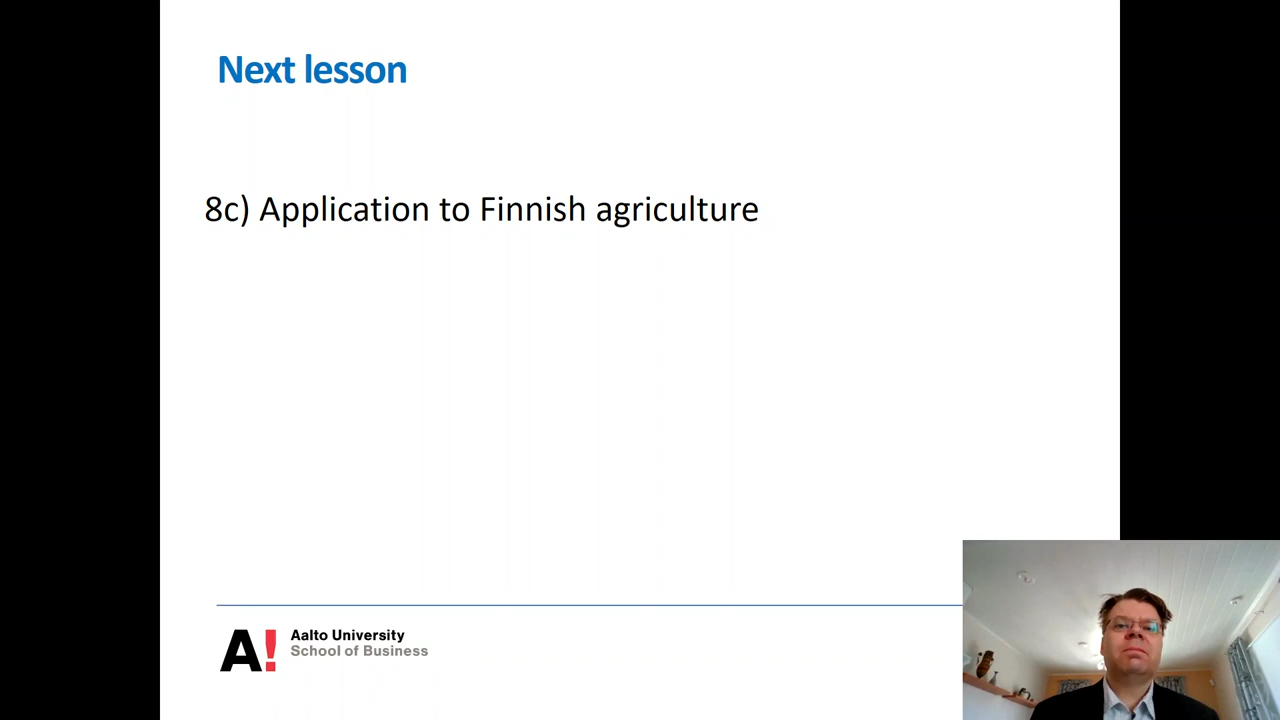 Next lesson
8c) Application to Finnish agriculture
A!
Aalto University
School of Business